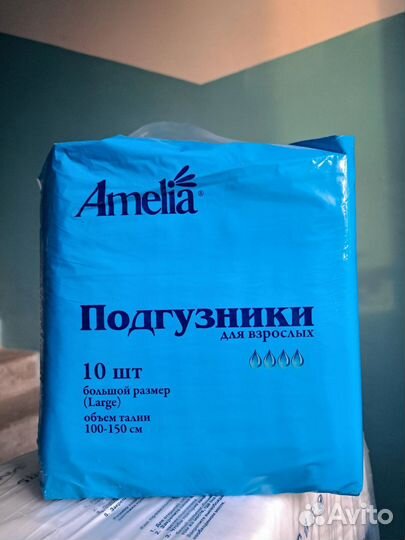 Amelia®
Подгузники
для взрослых
10 шт
большой размер
(Large)
объем талии
100-150 см
Avito